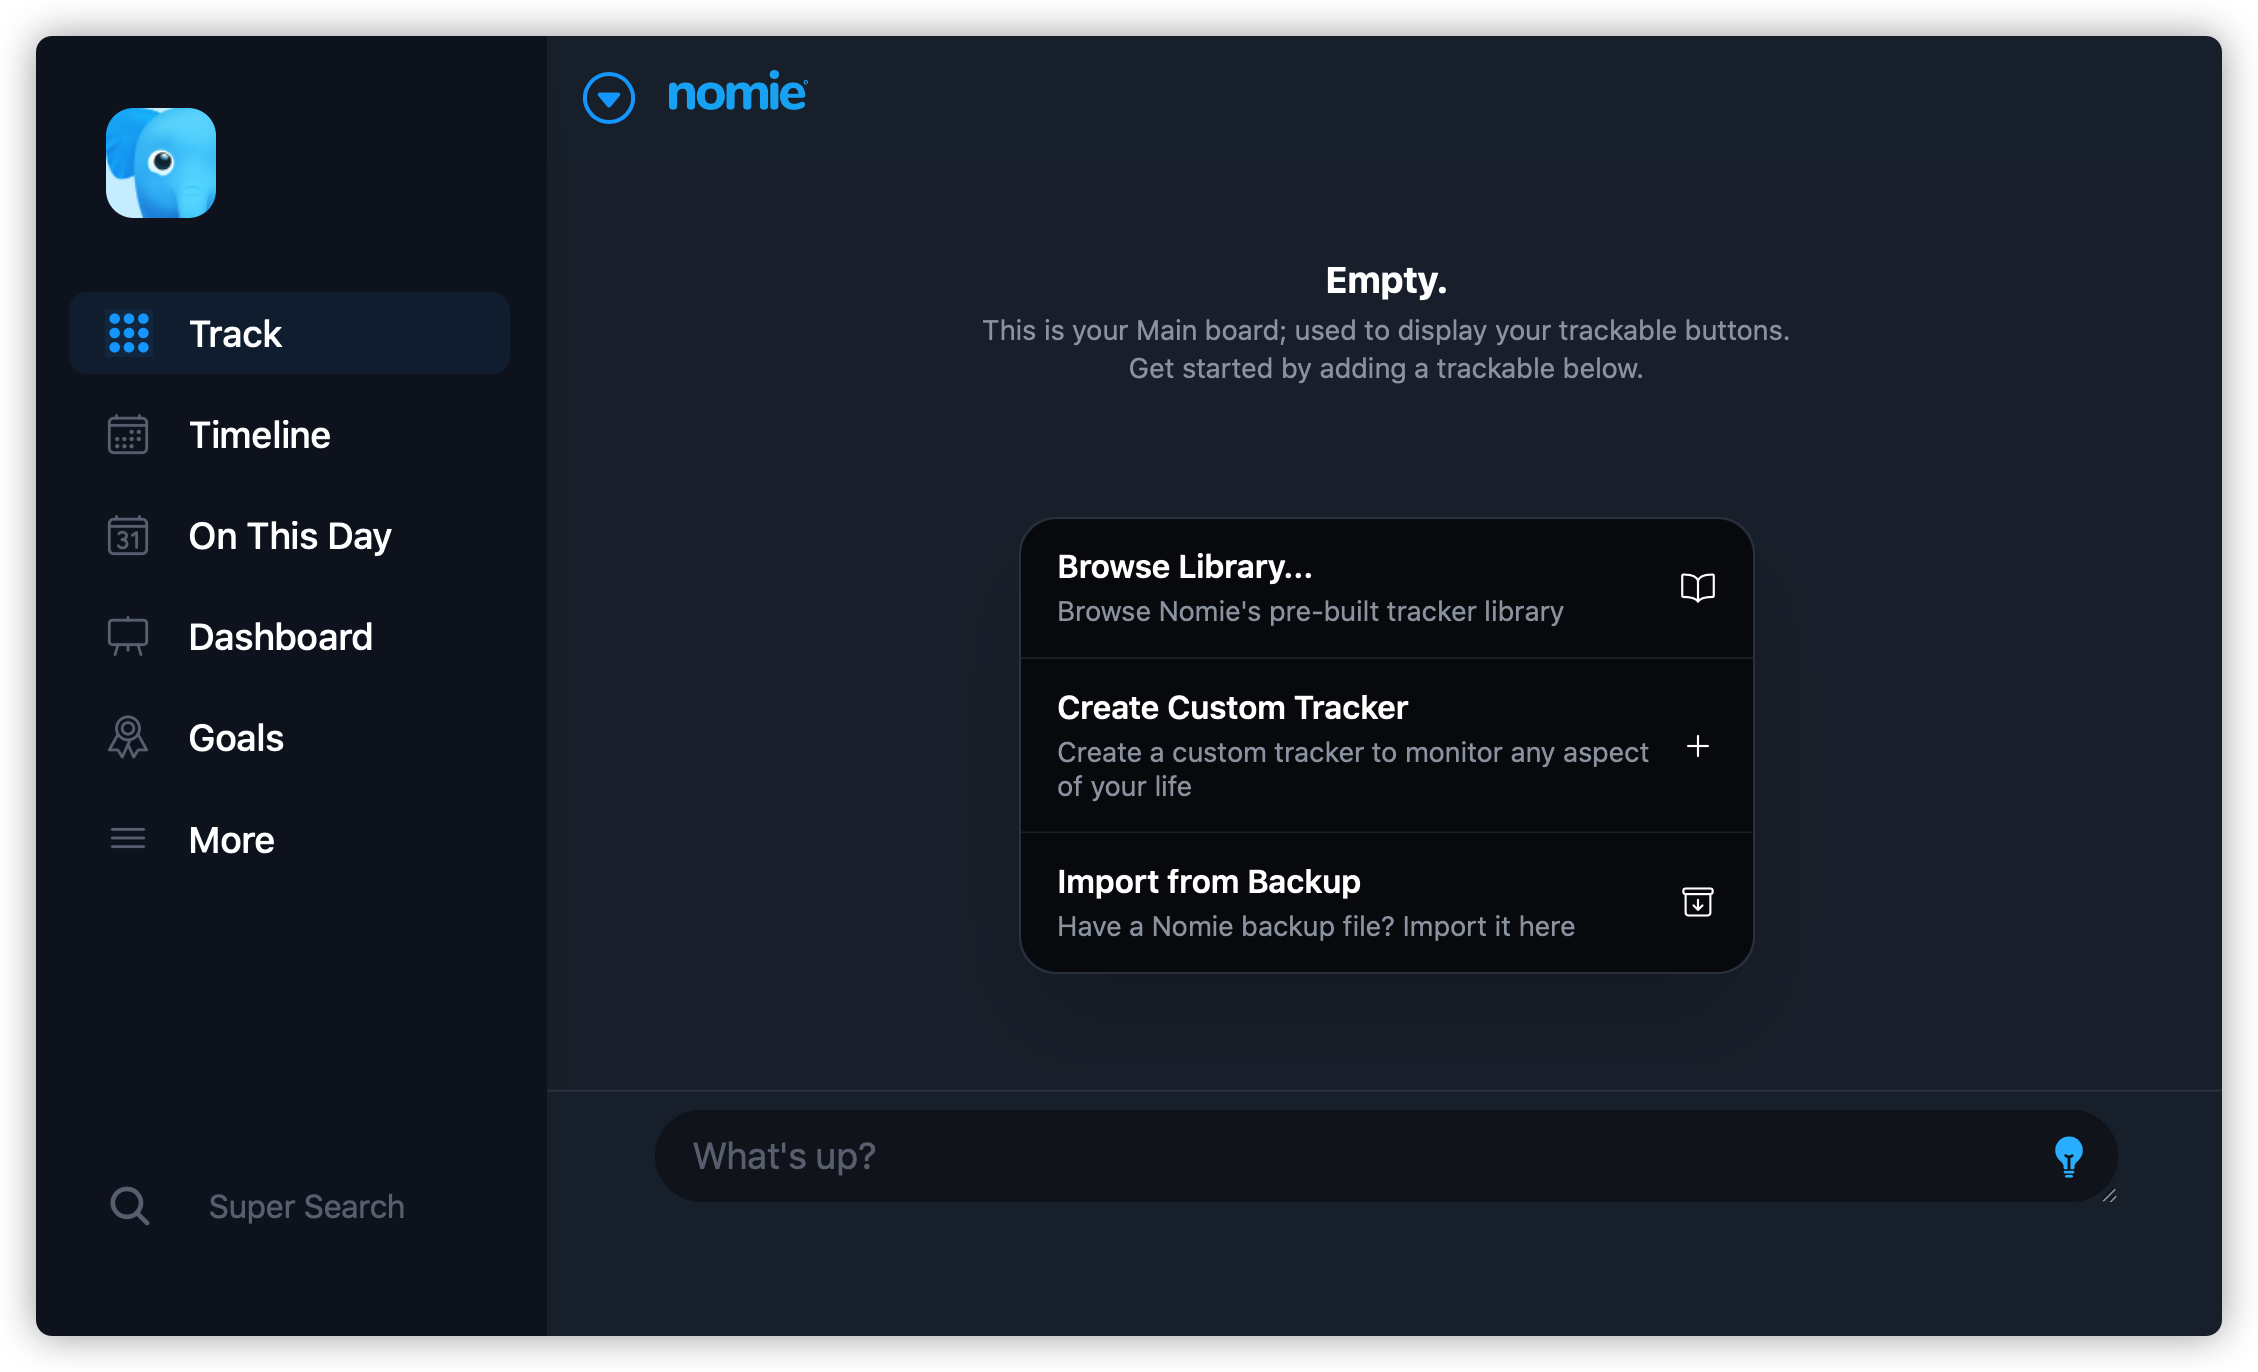 nomie
Track
Timeline
31
On This Day
Dashboard
Goals
More
Super Search
Empty.
This is your Main board; used to display your trackable buttons.
Get started by adding a trackable below.
Browse Library...
Browse Nomie's pre-built tracker library
Create Custom Tracker
Create a custom tracker to monitor any aspect
of your life
Import from Backup
Have a Nomie backup file? Import it here
What's up?